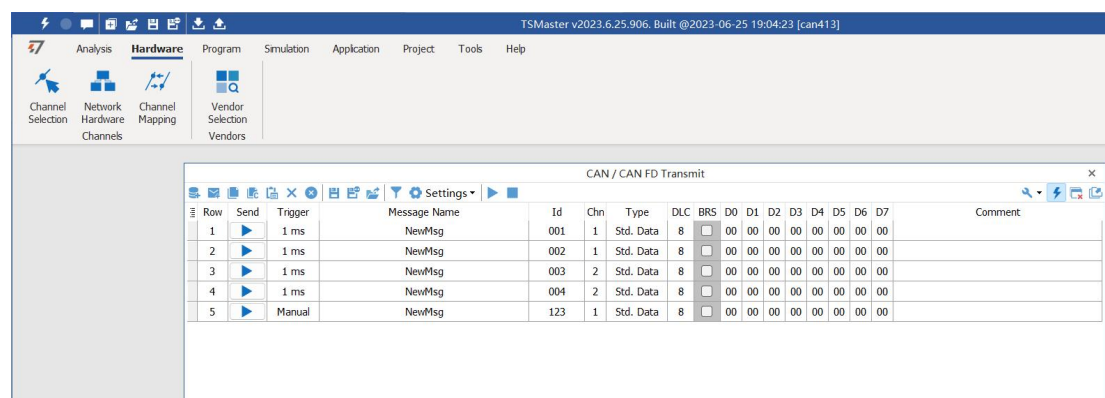 TSMaster v2023.6.25.906. Built @2023-06-25 19:04:23 [can413]
Analysis Hardware Program Simulation Application Project Tools Help
Channel Selection Network Hardware Channel Mapping Vendor Selection
Channels Vendors
CAN / CAN FD Transmit
Settings
Row Send Trigger Message Name Id Chn Type DLC BRS D0 D1 D2 D3 D4 D5 D6 D7 Comment
1 1 ms NewMsg 001 1 Std. Data 8 00 00 00 00 00 00 00 00
2 1 ms NewMsg 002 1 Std. Data 8 00 00 00 00 00 00 00 00
3 1 ms NewMsg 003 2 Std. Data 8 00 00 00 00 00 00 00 00
4 1 ms NewMsg 004 2 Std. Data 8 00 00 00 00 00 00 00 00
5 Manual NewMsg 123 1 Std. Data 8 00 00 00 00 00 00 00 00